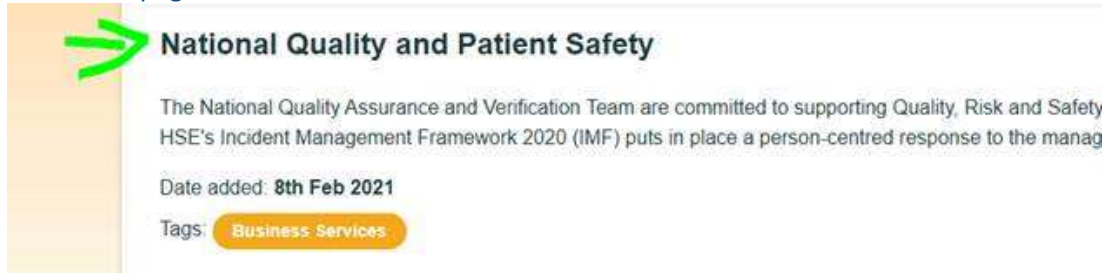 National Quality and Patient Safety
The National Quality Assurance and Verification Team are committed to supporting Quality, Risk and Safety
HSE's Incident Management Framework 2020 (IMF) puts in place a person-centred response to the manag
Date added: 8th Feb 2021
Tags: Business Services